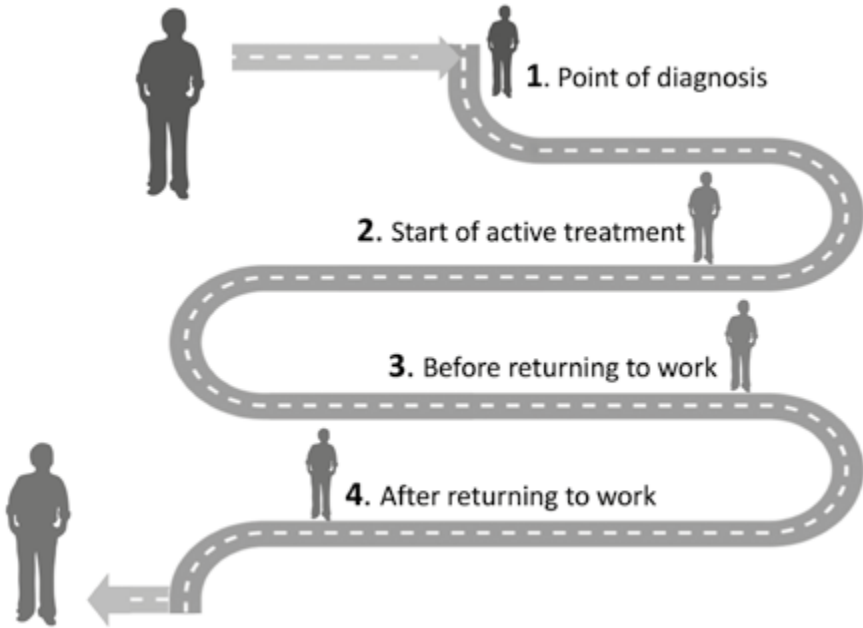 1. Point of diagnosis
2. Start of active treatment
3. Before returning to work
4. After returning to work